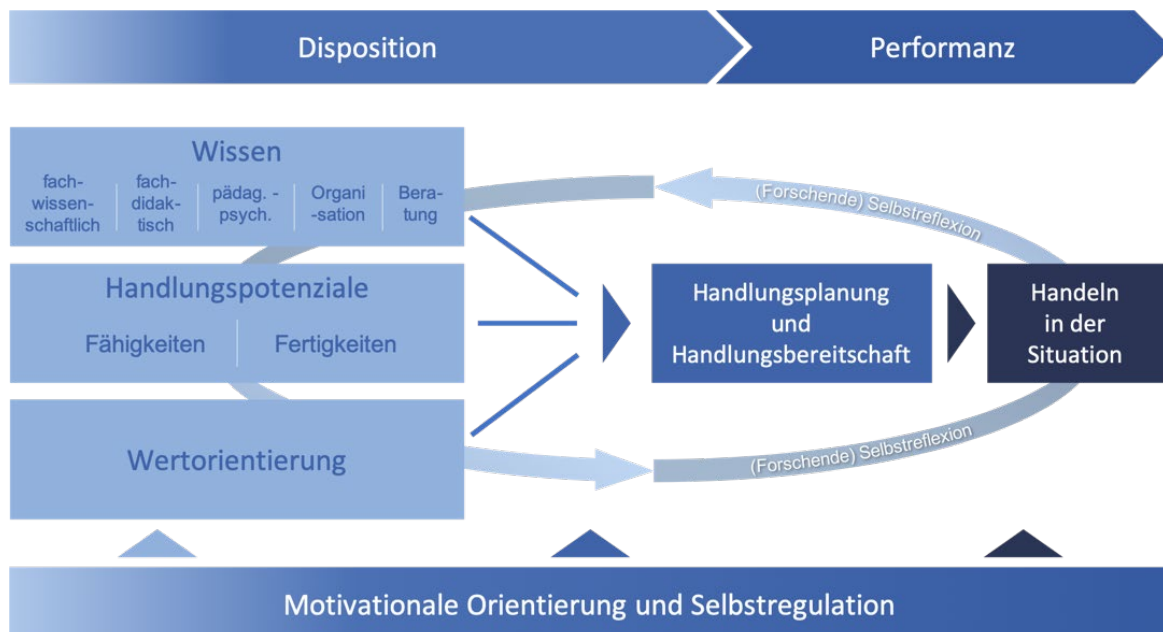 Disposition
Performanz
Wissen
fach-
wissen-
schaftlich
fach-
didak-
tisch
pädag. -
psych.
Organi
-sation
Bera-
tung
(Forschende) Selbstreflexion
Handlungspotenziale
Fähigkeiten
Fertigkeiten
Handlungsplanung
und
Handlungsbereitschaft
Handeln
in der
Situation
Wertorientierung
(Forschende) Selbstreflexion
Motivationale Orientierung und Selbstregulation